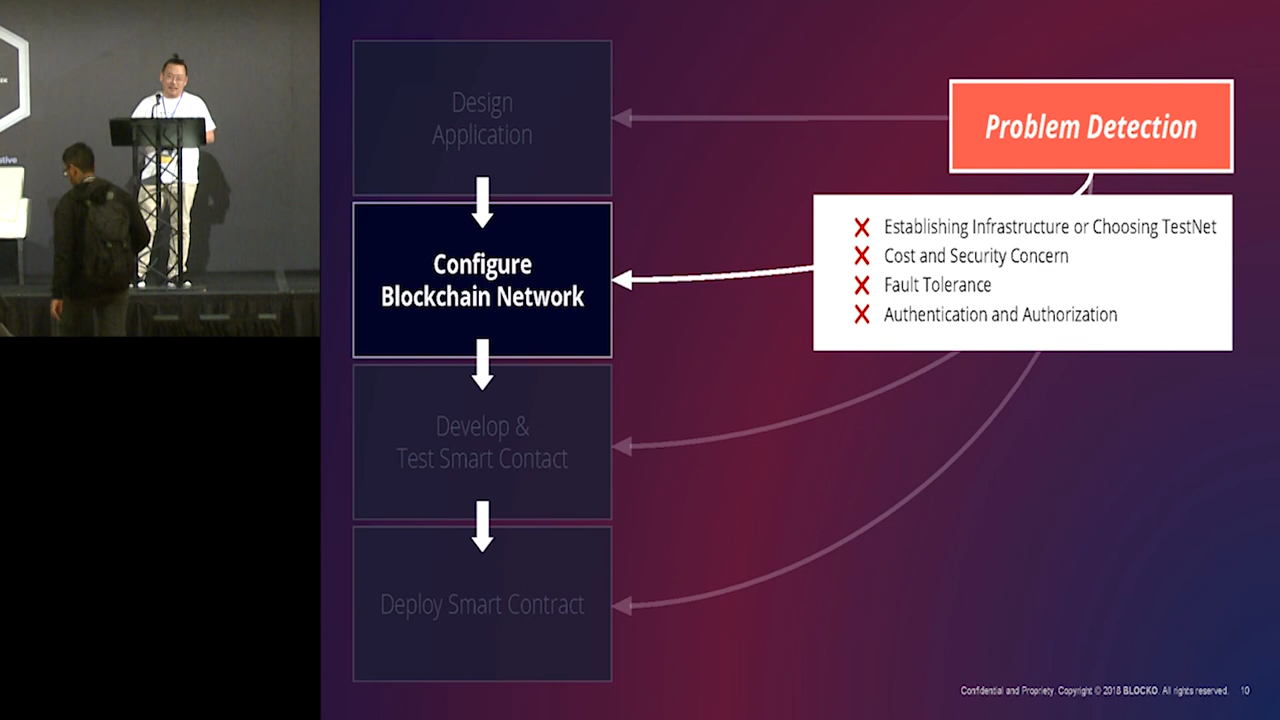 Design
Application
Configure
Blockchain Network
Develop &
Test Smart Contact
Deploy Smart Contract
Problem Detection
Establishing Infrastructure or Choosing TestNet
Cost and Security Concern
Fault Tolerance
Authentication and Authorization
Confidential and Propriety. Copyright © 2018 BLOCKO. All rights reserved. 10